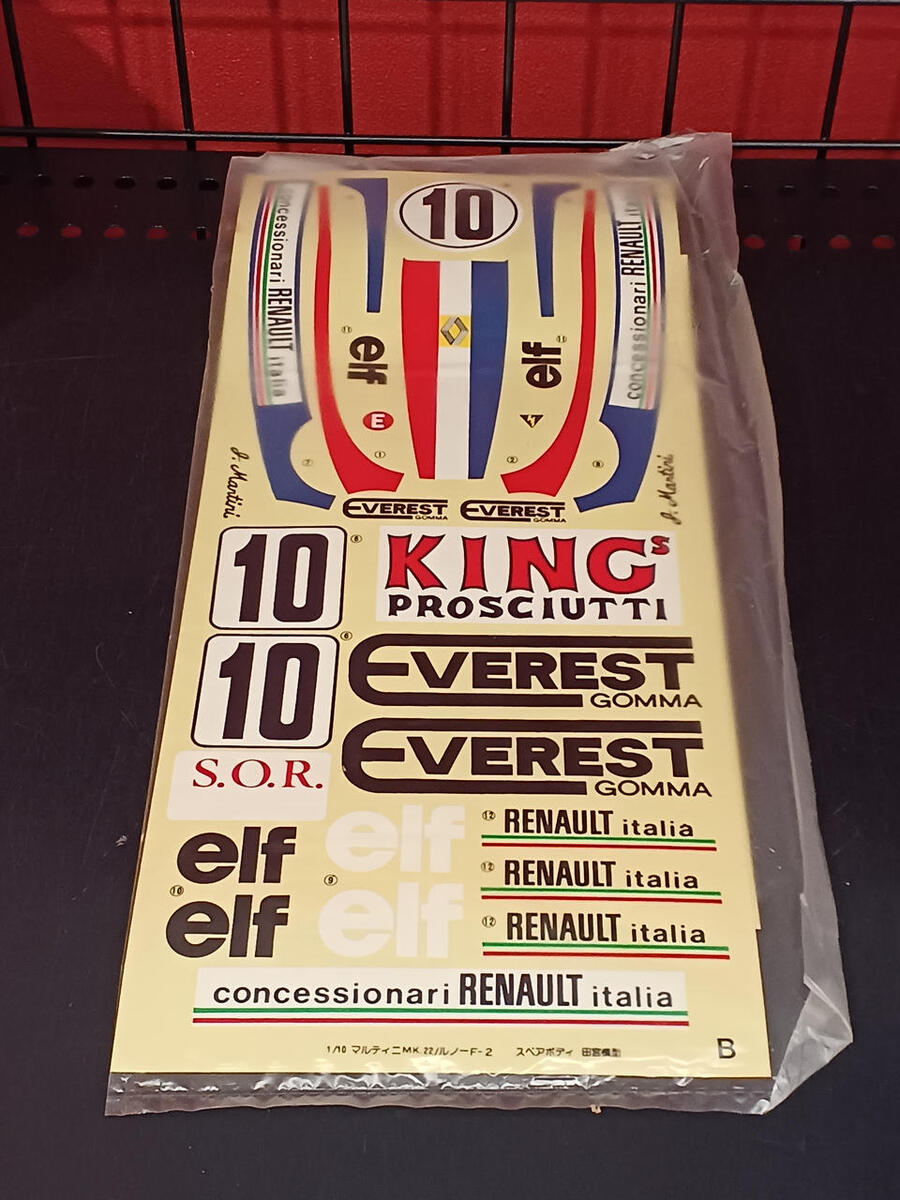 10
concessionari RENAULT italia
concessionari RENAULT italia
elf
elf
E
J. Martini
J. Martini
EVEREST
GOMMA
EVEREST
GOMMA
10
KING's
PROSCIUTTI
10
EVEREST
GOMMA
EVEREST
GOMMA
S.O.R.
elf
elf
RENAULT italia
RENAULT italia
RENAULT italia
elf
elf
concessionari RENAULT italia
1/10 マルティニMK.22/ルノーF-2 スペアボディ 田宮模型
B